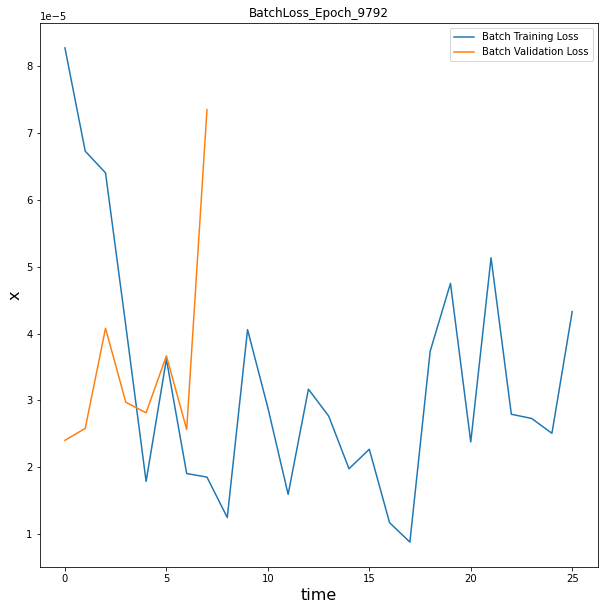 BatchLoss_Epoch_9792
1e−5
Batch Training Loss
Batch Validation Loss
8
7
6
5
4
3
2
1
x
0 5 10 15 20 25
time